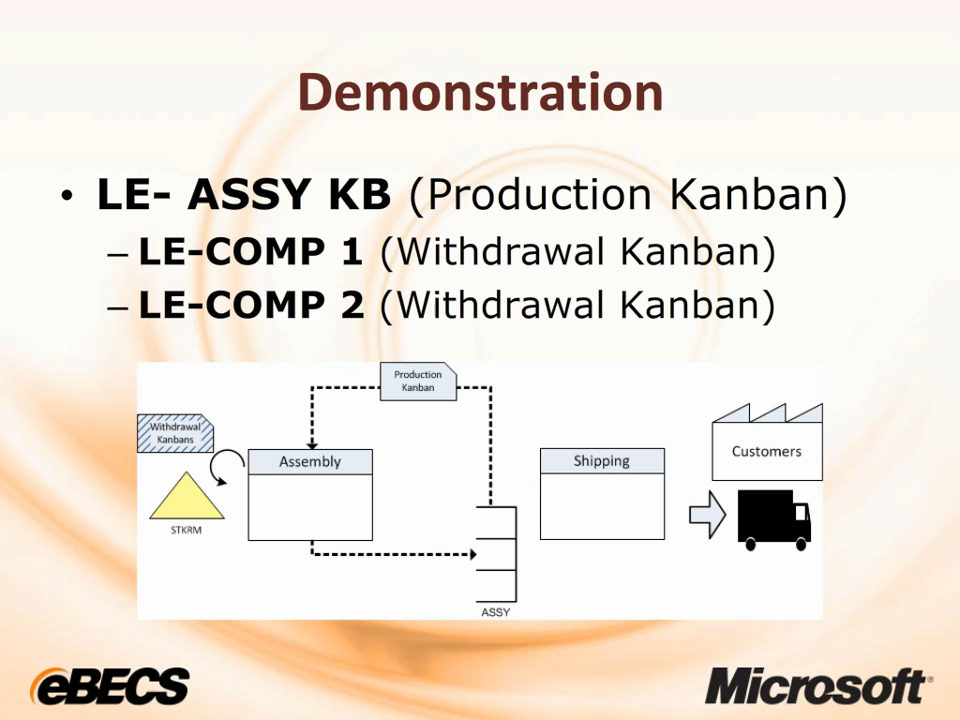 Demonstration
• LE- ASSY KB (Production Kanban)
– LE-COMP 1 (Withdrawal Kanban)
– LE-COMP 2 (Withdrawal Kanban)
Production
Kanban
Withdrawal
Kanbans
Assembly
Shipping
Customers
STKRM
ASSY
eBECS
Microsoft®